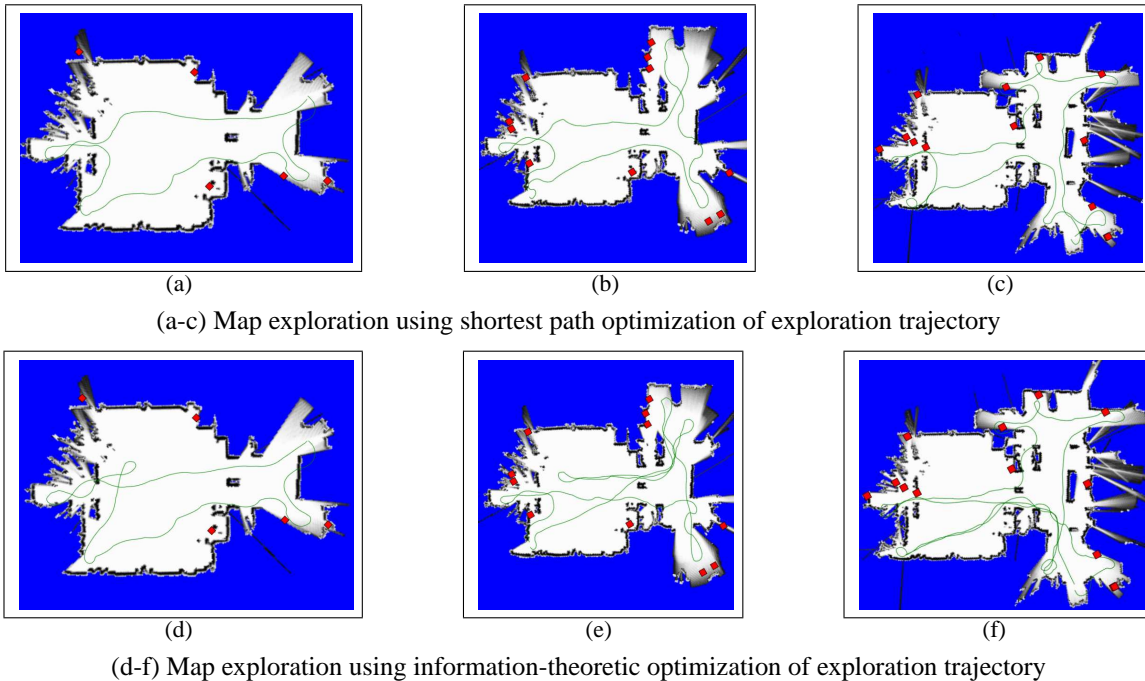 (a)
(b)
(c)
(a-c) Map exploration using shortest path optimization of exploration trajectory
(d)
(e)
(f)
(d-f) Map exploration using information-theoretic optimization of exploration trajectory